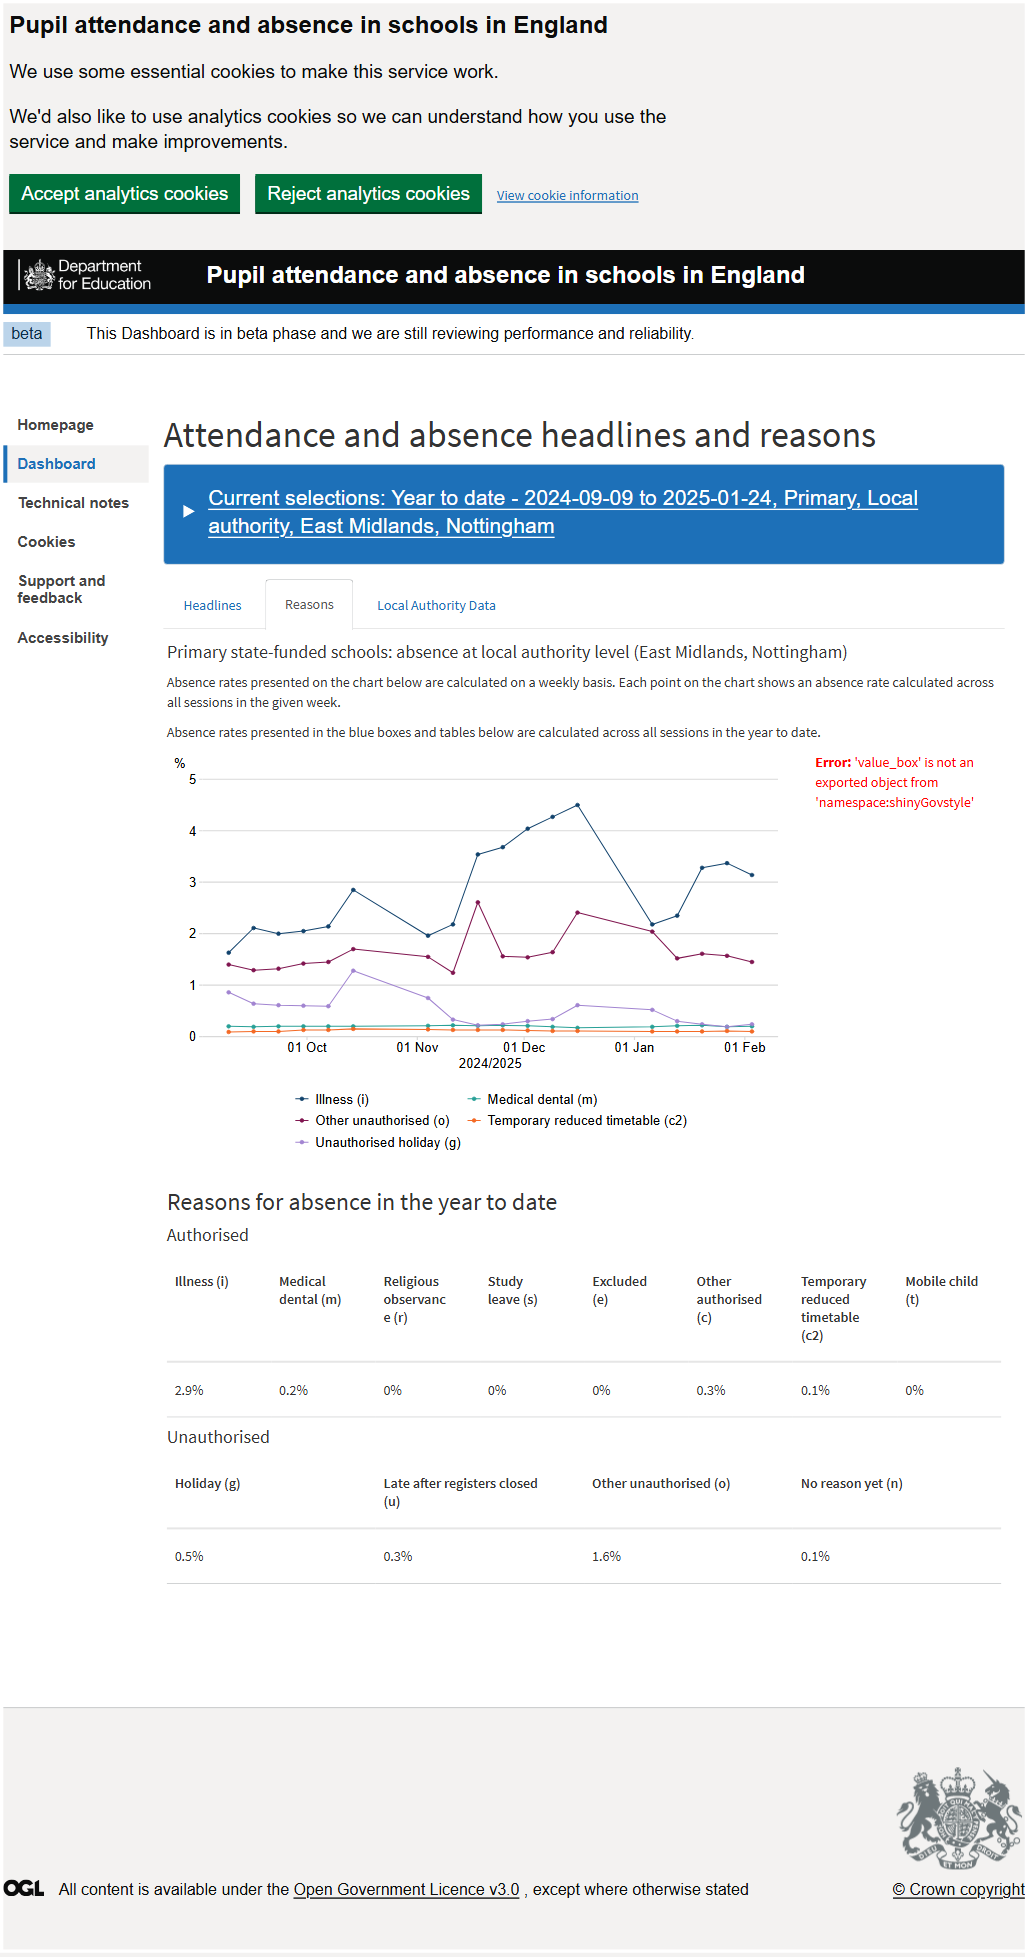 Pupil attendance and absence in schools in England
We use some essential cookies to make this service work.
We'd also like to use analytics cookies so we can understand how you use the
service and make improvements.
Accept analytics cookies
Reject analytics cookies
View cookie information
Department
for Education
Pupil attendance and absence in schools in England
beta
This Dashboard is in beta phase and we are still reviewing performance and reliability.
Homepage
Dashboard
Technical notes
Cookies
Support and
feedback
Accessibility
Attendance and absence headlines and reasons
Current selections: Year to date - 2024-09-09 to 2025-01-24, Primary, Local
authority, East Midlands, Nottingham
Headlines
Reasons
Local Authority Data
Primary state-funded schools: absence at local authority level (East Midlands, Nottingham)
Absence rates presented on the chart below are calculated on a weekly basis. Each point on the chart shows an absence rate calculated across
all sessions in the given week.
Absence rates presented in the blue boxes and tables below are calculated across all sessions in the year to date.
Error: 'value_box' is not an
exported object from
'namespace:shinyGovstyle'
%
5
4
3
2
1
0
01 Oct
01 Nov
01 Dec
01 Jan
01 Feb
2024/2025
Illness (i)
Medical dental (m)
Other unauthorised (o)
Temporary reduced timetable (c2)
Unauthorised holiday (g)
Reasons for absence in the year to date
Authorised
Illness (i)
Medical
dental (m)
Religious
observanc
e (r)
Study
leave (s)
Excluded
(e)
Other
authorised
(c)
Temporary
reduced
timetable
(c2)
Mobile child
(t)
2.9%
0.2%
0%
0%
0%
0.3%
0.1%
0%
Unauthorised
Holiday (g)
Late after registers closed
(u)
Other unauthorised (o)
No reason yet (n)
0.5%
0.3%
1.6%
0.1%
DIEU ET MON DROIT
OGL
All content is available under the Open Government Licence v3.0 , except where otherwise stated
© Crown copyright